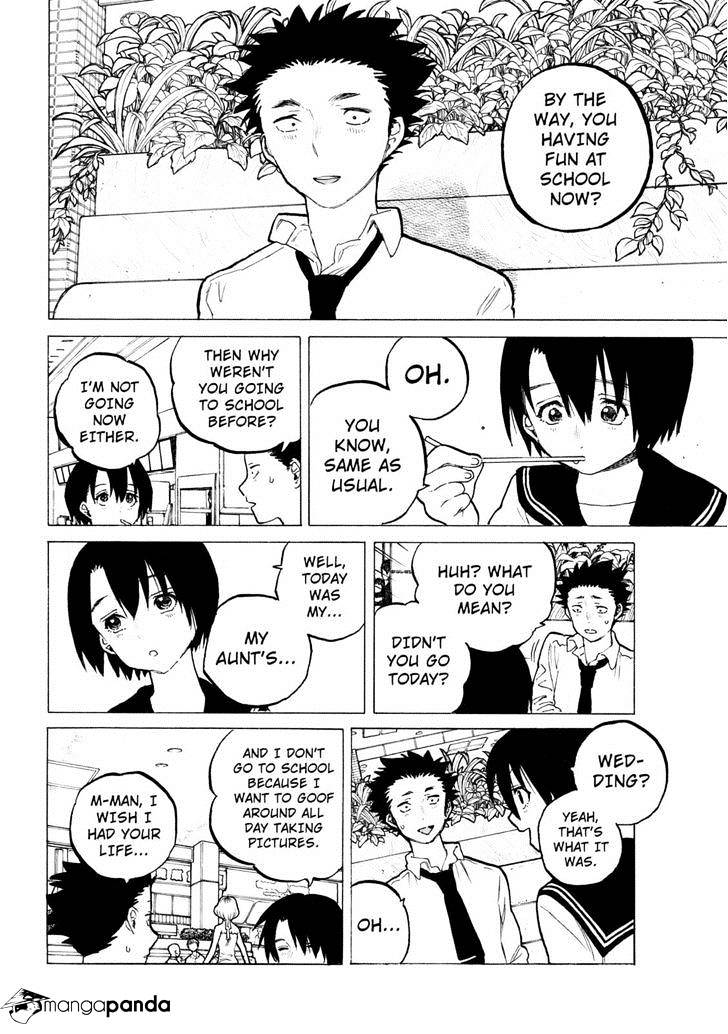 BY THE
WAY, YOU
HAVING
FUN AT
SCHOOL
NOW?
OH.
YOU
KNOW,
SAME AS
USUAL.
THEN WHY
WEREN'T
YOU GOING
TO SCHOOL
BEFORE?
I'M NOT
GOING
NOW
EITHER.
HUH? WHAT
DO YOU
MEAN?
DIDN'T
YOU GO
TODAY?
WELL,
TODAY
WAS
MY...
MY
AUNT'S...
WED-
DING?
YEAH,
THAT'S
WHAT IT
WAS.
OH...
AND I DON'T
GO TO SCHOOL
BECAUSE I
WANT TO GOOF
AROUND ALL
DAY TAKING
PICTURES.
M-MAN, I
WISH I
HAD YOUR
LIFE...
mangapanda